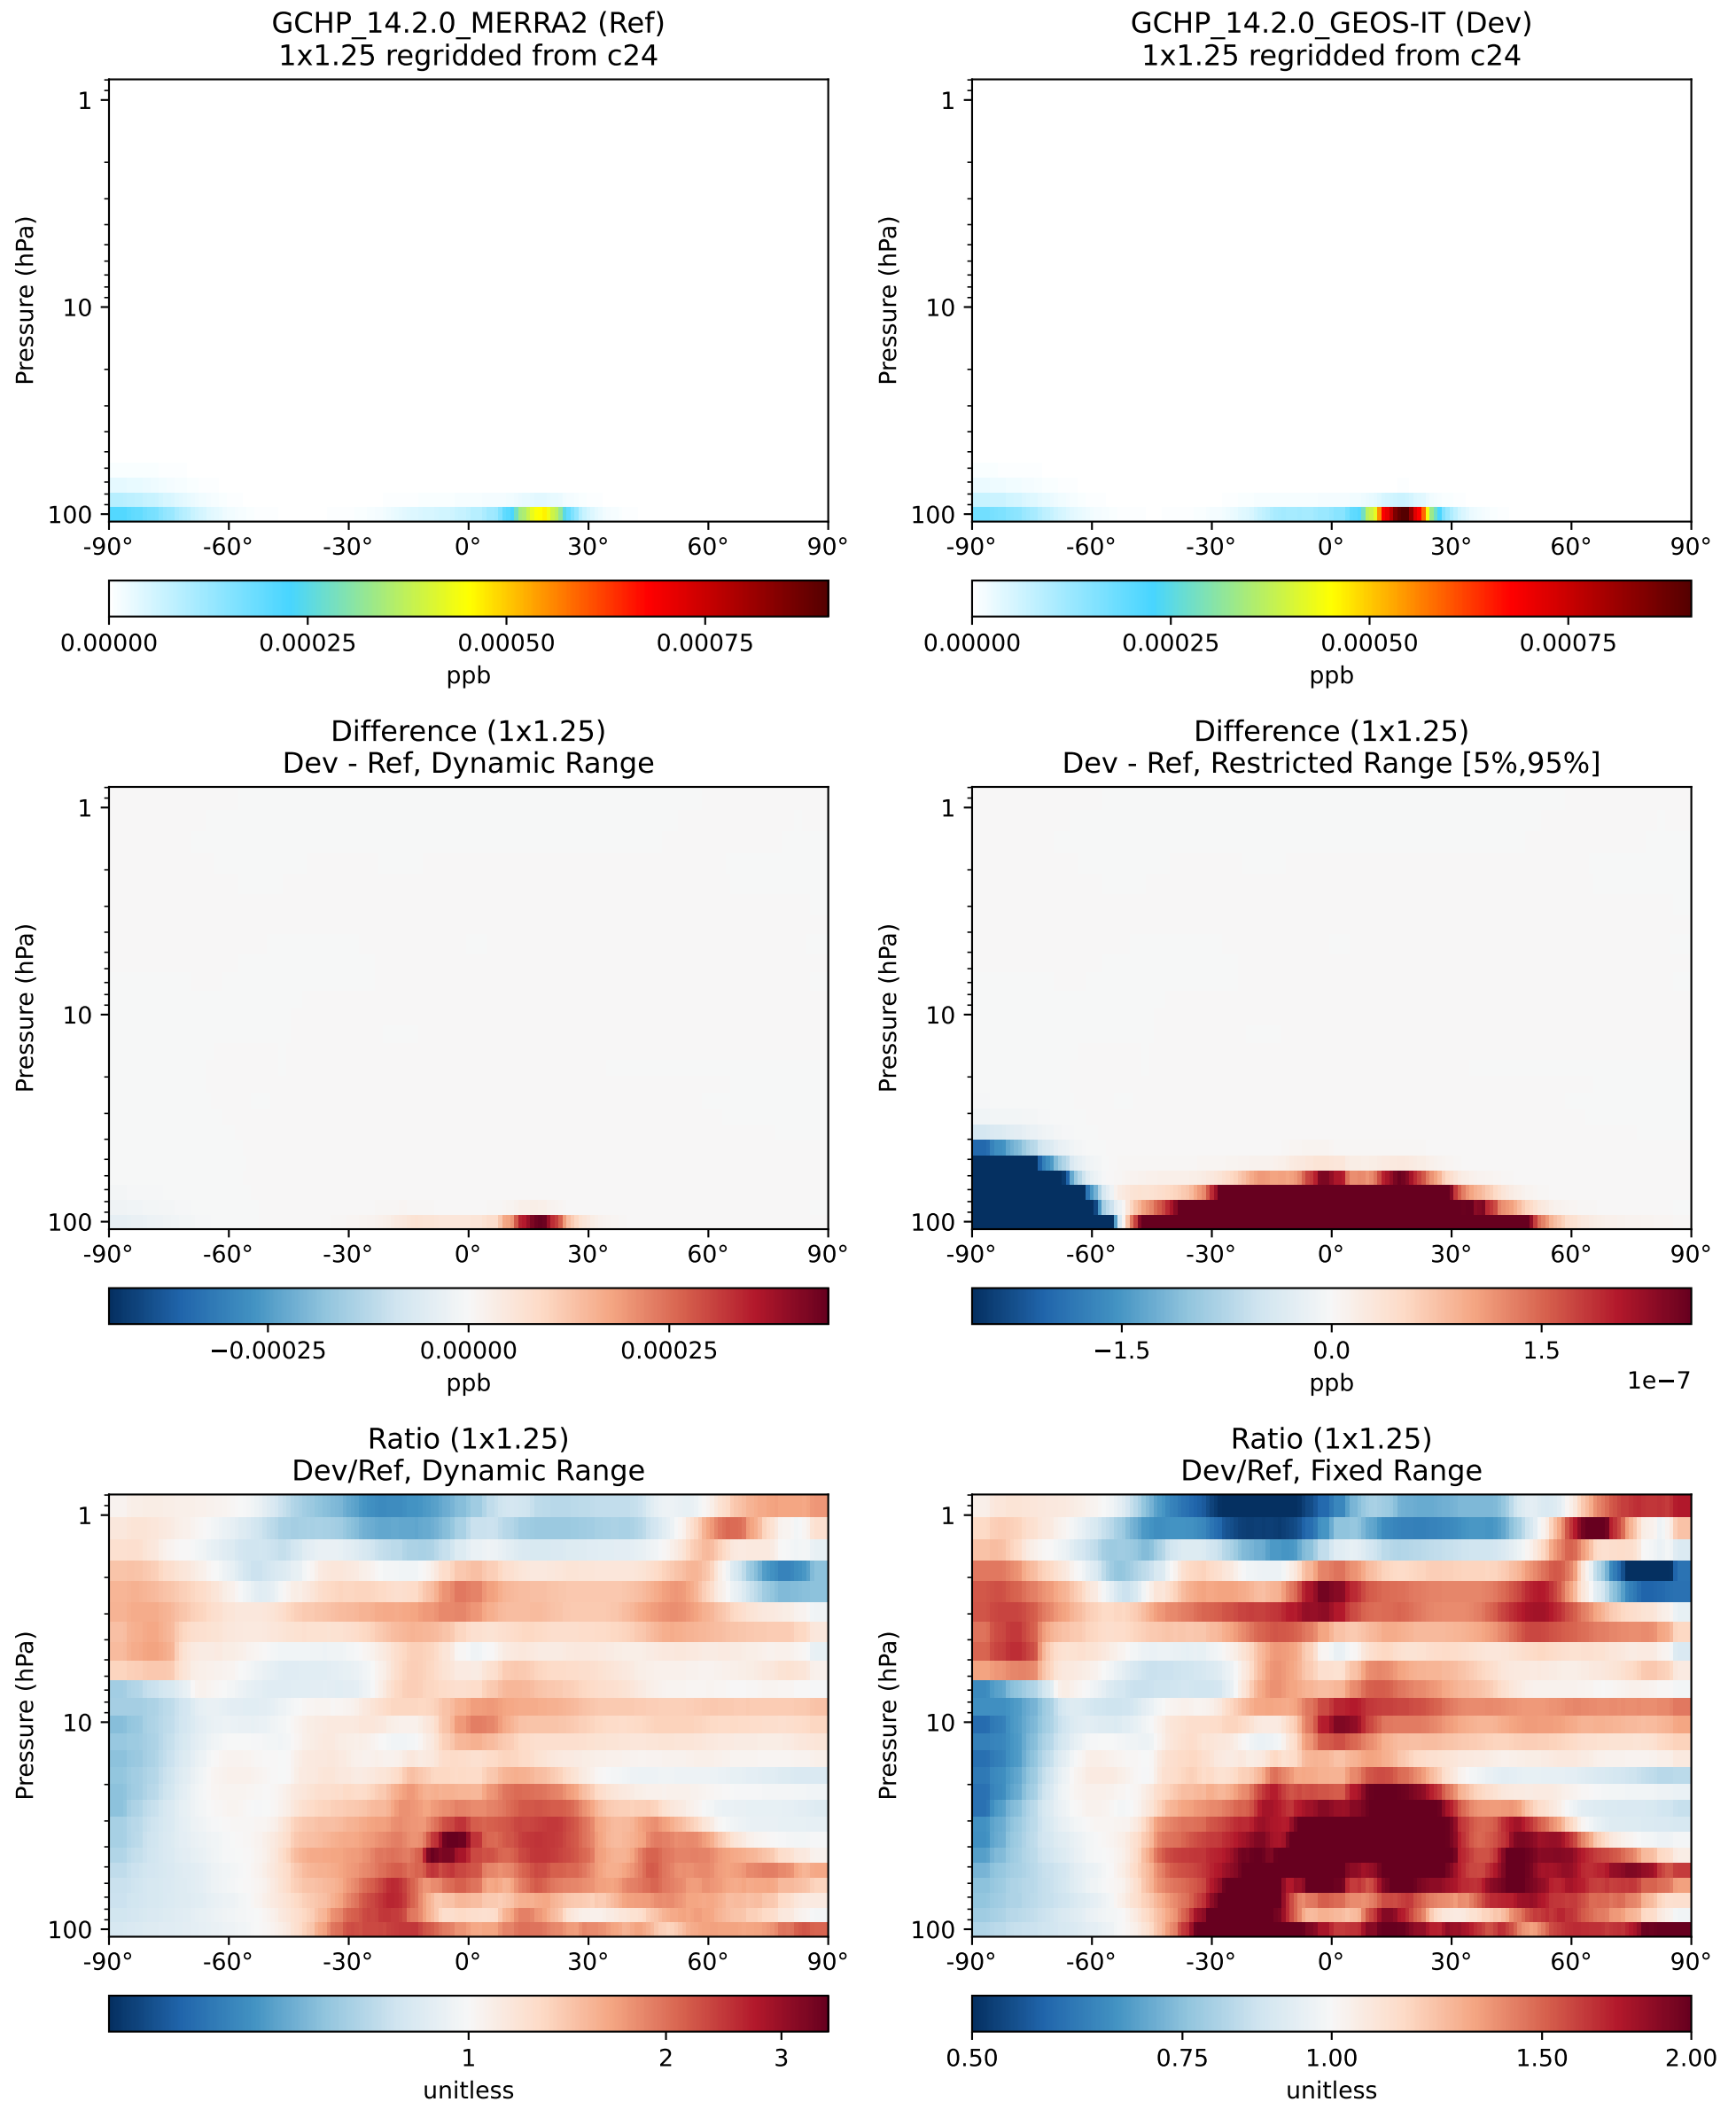 GCHP_14.2.0_MERRA2 (Ref)
1x1.25 regridded from c24
Pressure (hPa)
1
10
100
-90° -60° -30° 0° 30° 60° 90°
0.00000 0.00025 0.00050 0.00075
ppb
GCHP_14.2.0_GEOS-IT (Dev)
1x1.25 regridded from c24
Pressure (hPa)
1
10
100
-90° -60° -30° 0° 30° 60° 90°
0.00000 0.00025 0.00050 0.00075
ppb
Difference (1x1.25)
Dev - Ref, Dynamic Range
Pressure (hPa)
1
10
100
-90° -60° -30° 0° 30° 60° 90°
−0.00025 0.00000 0.00025
ppb
Difference (1x1.25)
Dev - Ref, Restricted Range [5%,95%]
Pressure (hPa)
1
10
100
-90° -60° -30° 0° 30° 60° 90°
−1.5 0.0 1.5
ppb
1e−7
Ratio (1x1.25)
Dev/Ref, Dynamic Range
Pressure (hPa)
1
10
100
-90° -60° -30° 0° 30° 60° 90°
1 2 3
unitless
Ratio (1x1.25)
Dev/Ref, Fixed Range
Pressure (hPa)
1
10
100
-90° -60° -30° 0° 30° 60° 90°
0.50 0.75 1.00 1.50 2.00
unitless